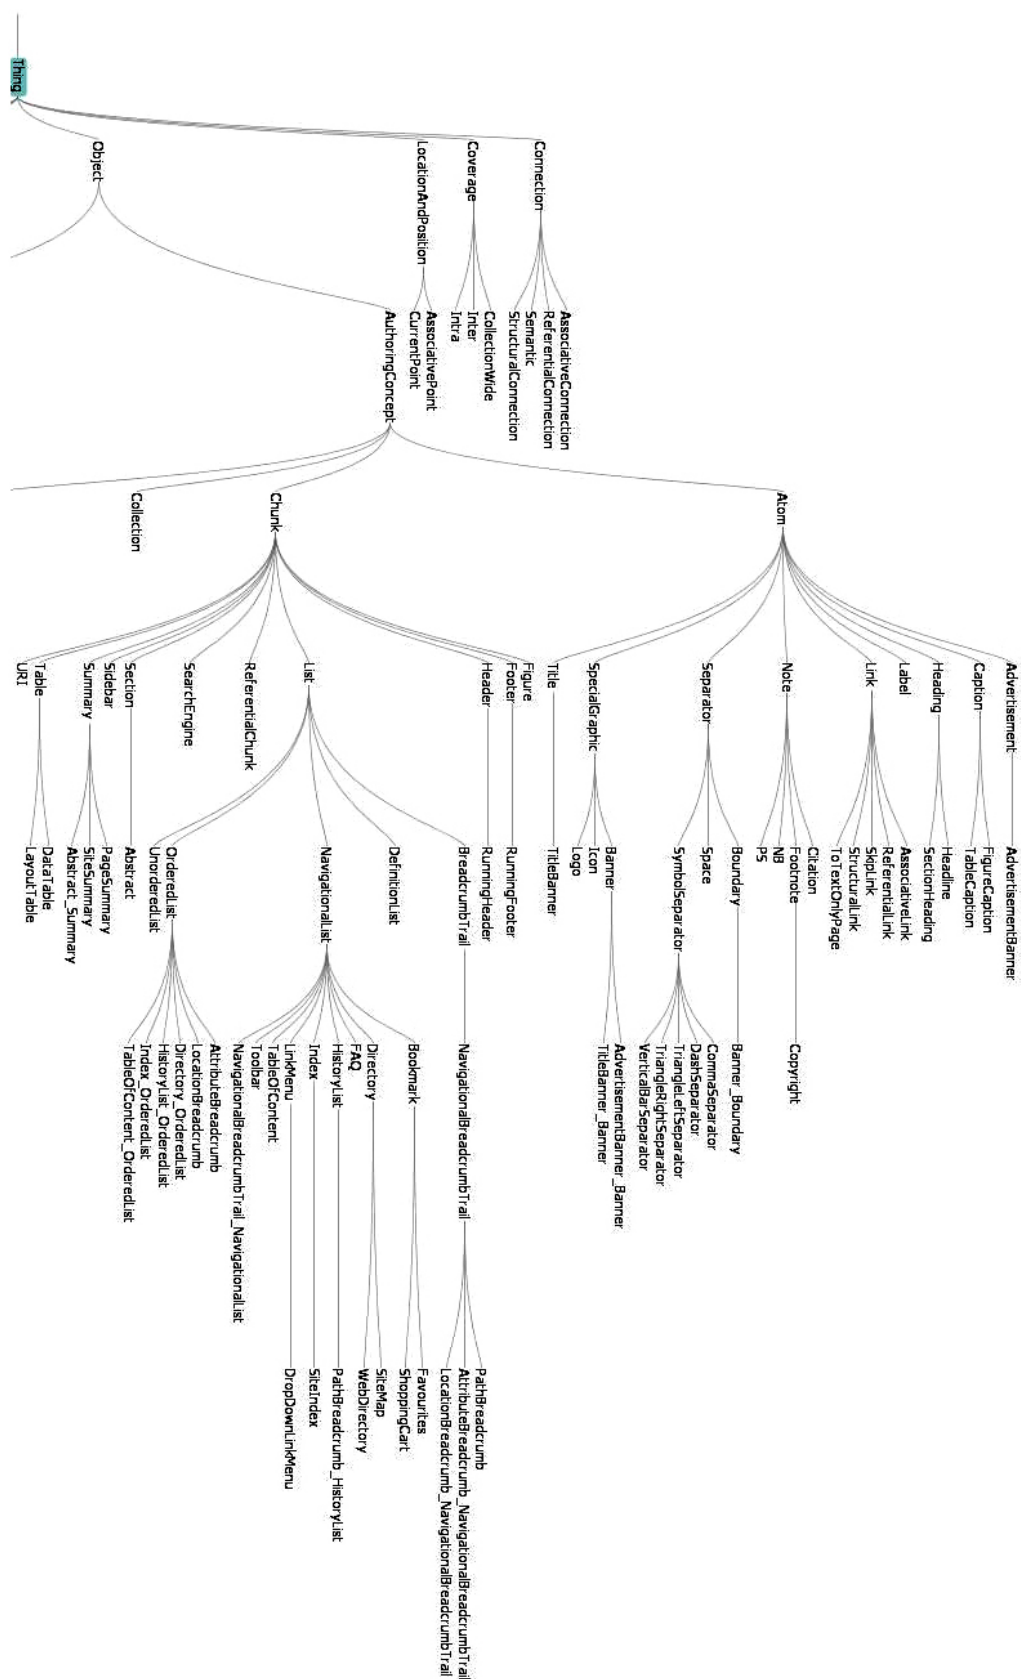 Thing
Connection
Coverage
LocationAndPosition
Object
AssociativeConnection
ReferentialConnection
Semantic
StructuralConnection
CollectionWide
Inter
Intra
AssociativePoint
CurrentPoint
AuthoringConcept
Atom
Chunk
Collection
Advertisement
Caption
Heading
Label
Link
Note
Separator
SpecialGraphic
Title
Figure
Footer
Header
List
ReferentialChunk
SearchEngine
Section
Sidebar
Summary
Table
URI
AdvertisementBanner
FigureCaption
TableCaption
Headline
SectionHeading
AssociativeLink
ReferentialLink
SkipLink
StructuralLink
ToTextOnlyPage
Citation
Footnote
NB
PS
Boundary
Space
SymbolSeparator
Banner
Icon
Logo
TitleBanner
RunningFooter
RunningHeader
BreadcrumbTrail
DefinitionList
NavigationalList
OrderedList
UnorderedList
Abstract
PageSummary
SiteSummary
Abstract_Summary
DataTable
LayoutTable
Copyright
Banner_Boundary
CommaSeparator
DashSeparator
TriangleLeftSeparator
TriangleRightSeparator
VerticalBarSeparator
AdvertisementBanner_Banner
TitleBanner_Banner
NavigationalBreadcrumbTrail
Bookmark
Directory
FAQ
HistoryList
Index
LinkMenu
TableOfContent
Toolbar
NavigationalBreadcrumbTrail_NavigationalList
AttributeBreadcrumb
LocationBreadcrumb
Directory_OrderedList
HistoryList_OrderedList
Index_OrderedList
TableOfContent_OrderedList
PathBreadcrumb
AttributeBreadcrumb_NavigationalBreadcrumbTrail
LocationBreadcrumb_NavigationalBreadcrumbTrail
Favourites
ShoppingCart
SiteMap
WebDirectory
PathBreadcrumb_HistoryList
SiteIndex
DropDownLinkMenu